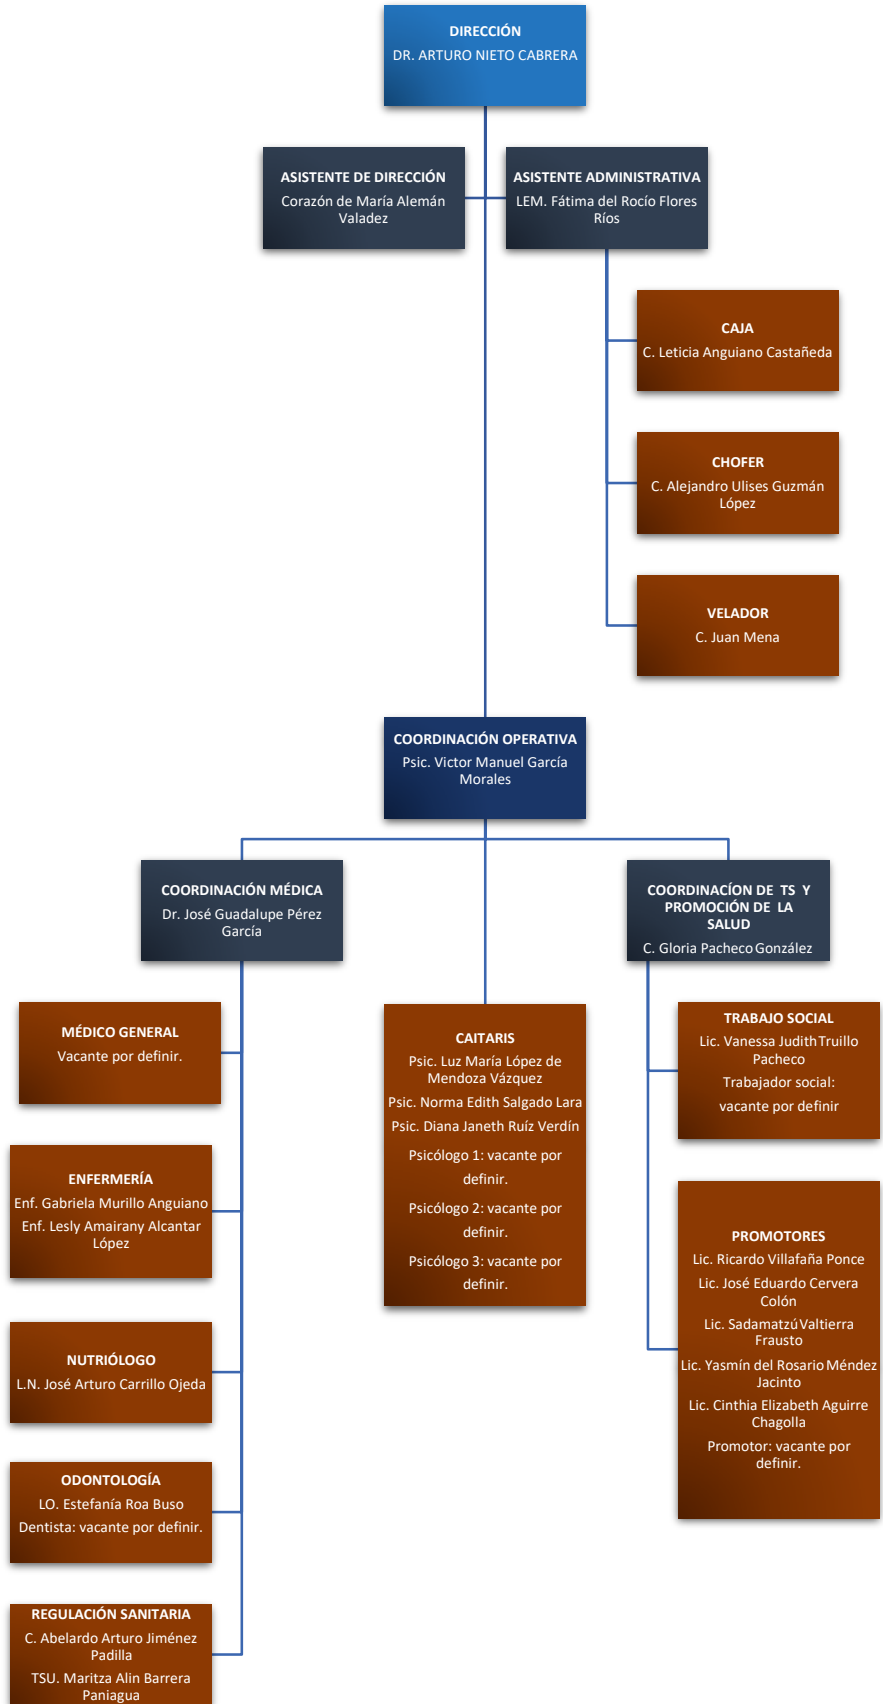 DIRECCIÓN
DR. ARTURO NIETO CABRERA
ASISTENTE DE DIRECCIÓN
Corazón de María Alemán
Valadez
ASISTENTE ADMINISTRATIVA
LEM. Fátima del Rocío Flores
Ríos
CAJA
C. Leticia Anguiano Castañeda
CHOFER
C. Alejandro Ulises Guzmán
López
VELADOR
C. Juan Mena
COORDINACIÓN OPERATIVA
Psic. Victor Manuel García
Morales
COORDINACIÓN MÉDICA
Dr. José Guadalupe Pérez
García
MÉDICO GENERAL
Vacante por definir.
ENFERMERÍA
Enf. Gabriela Murillo Anguiano
Enf. Lesly Amairany Alcantar
López
NUTRIÓLOGO
L.N. José Arturo Carrillo Ojeda
ODONTOLOGÍA
LO. Estefanía Roa Buso
Dentista: vacante por definir.
REGULACIÓN SANITARIA
C. Abelardo Arturo Jiménez
Padilla
TSU. Maritza Alin Barrera
Paniagua
CAITARIS
Psic. Luz María López de
Mendoza Vázquez
Psic. Norma Edith Salgado Lara
Psic. Diana Janeth Ruíz Verdín
Psicólogo 1: vacante por
definir.
Psicólogo 2: vacante por
definir.
Psicólogo 3: vacante por
definir.
COORDINACÍON DE TS Y
PROMOCIÓN DE LA
SALUD
C. Gloria Pacheco González
TRABAJO SOCIAL
Lic. Vanessa Judith Truillo
Pacheco
Trabajador social:
vacante por definir
PROMOTORES
Lic. Ricardo Villafaña Ponce
Lic. José Eduardo Cervera
Colón
Lic. Sadamatzú Valtierra
Frausto
Lic. Yasmín del Rosario Méndez
Jacinto
Lic. Cinthia Elizabeth Aguirre
Chagolla
Promotor: vacante por
definir.